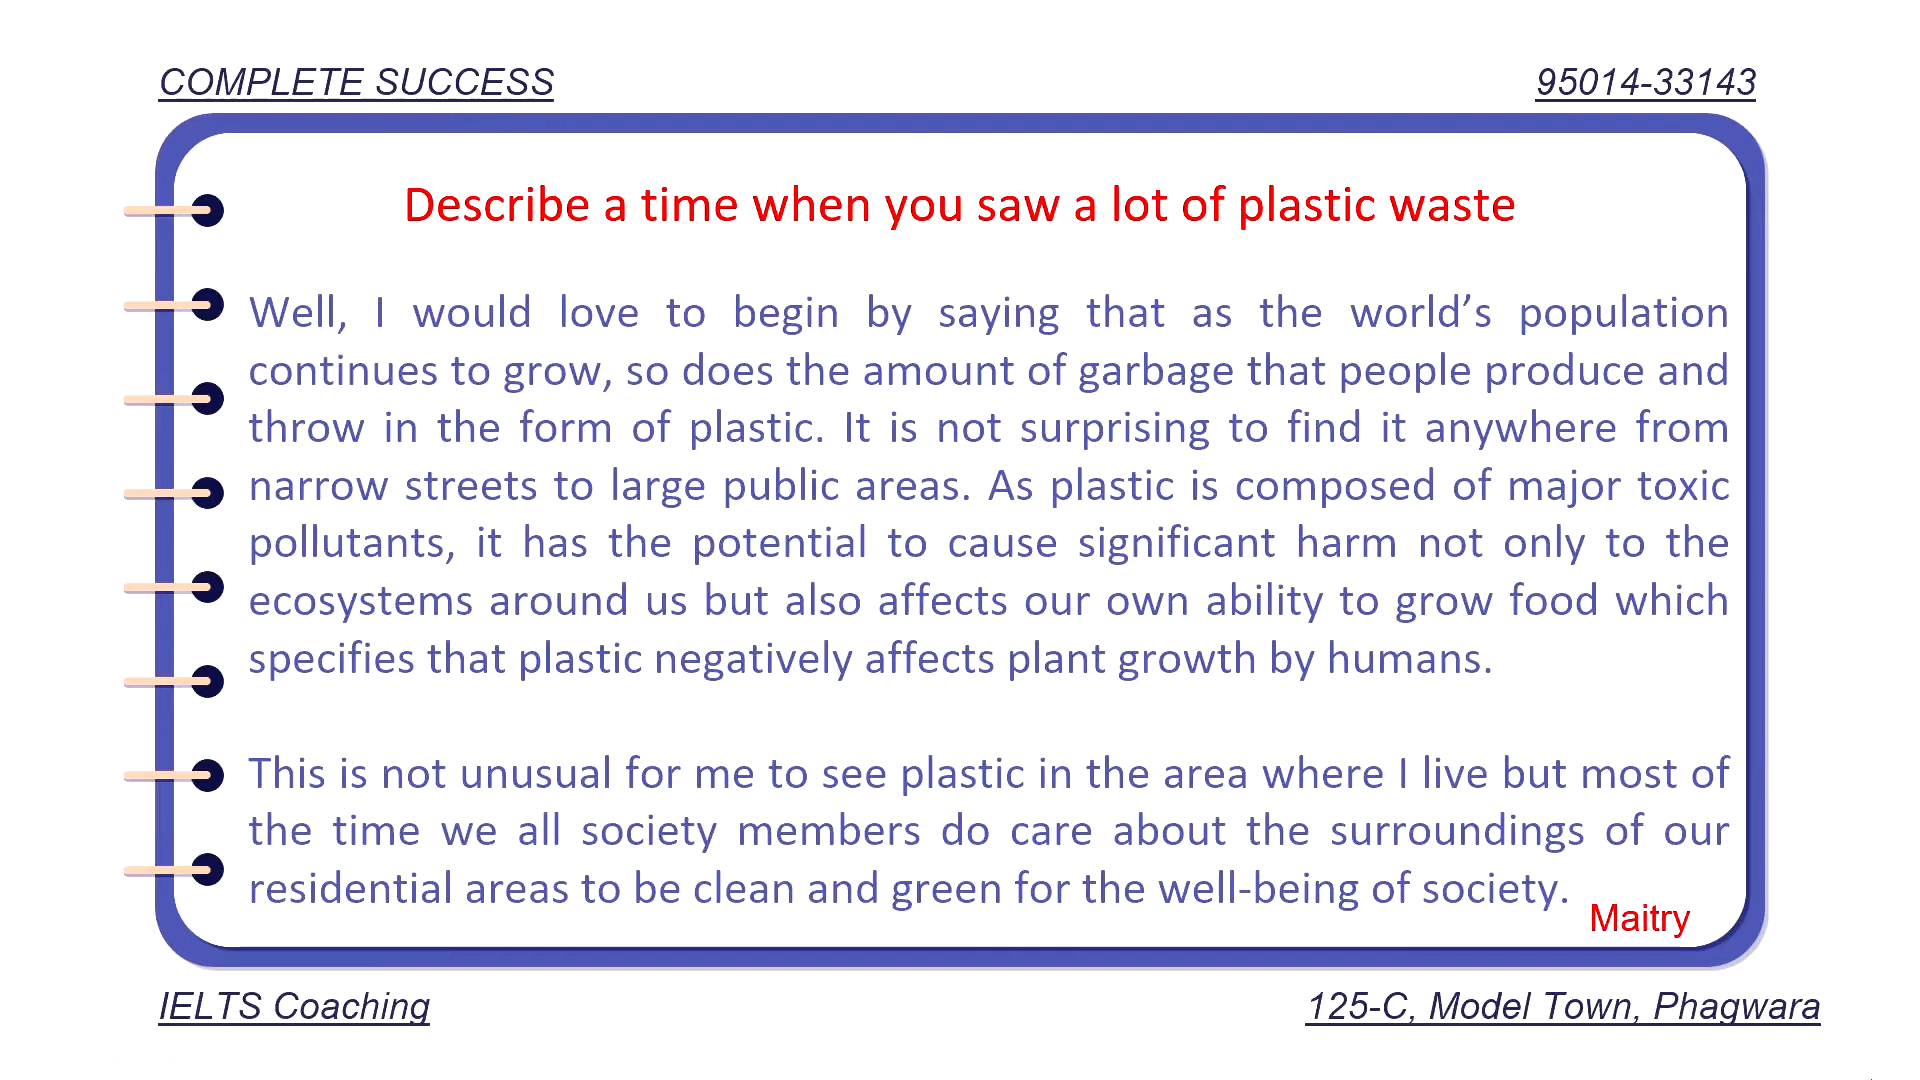 COMPLETE SUCCESS
95014-33143
Describe a time when you saw a lot of plastic waste
Well, I would love to begin by saying that as the world’s population
continues to grow, so does the amount of garbage that people produce and
throw in the form of plastic. It is not surprising to find it anywhere from
narrow streets to large public areas. As plastic is composed of major toxic
pollutants, it has the potential to cause significant harm not only to the
ecosystems around us but also affects our own ability to grow food which
specifies that plastic negatively affects plant growth by humans.
This is not unusual for me to see plastic in the area where I live but most of
the time we all society members do care about the surroundings of our
residential areas to be clean and green for the well-being of society.
Maitry
IELTS Coaching
125-C, Model Town, Phagwara